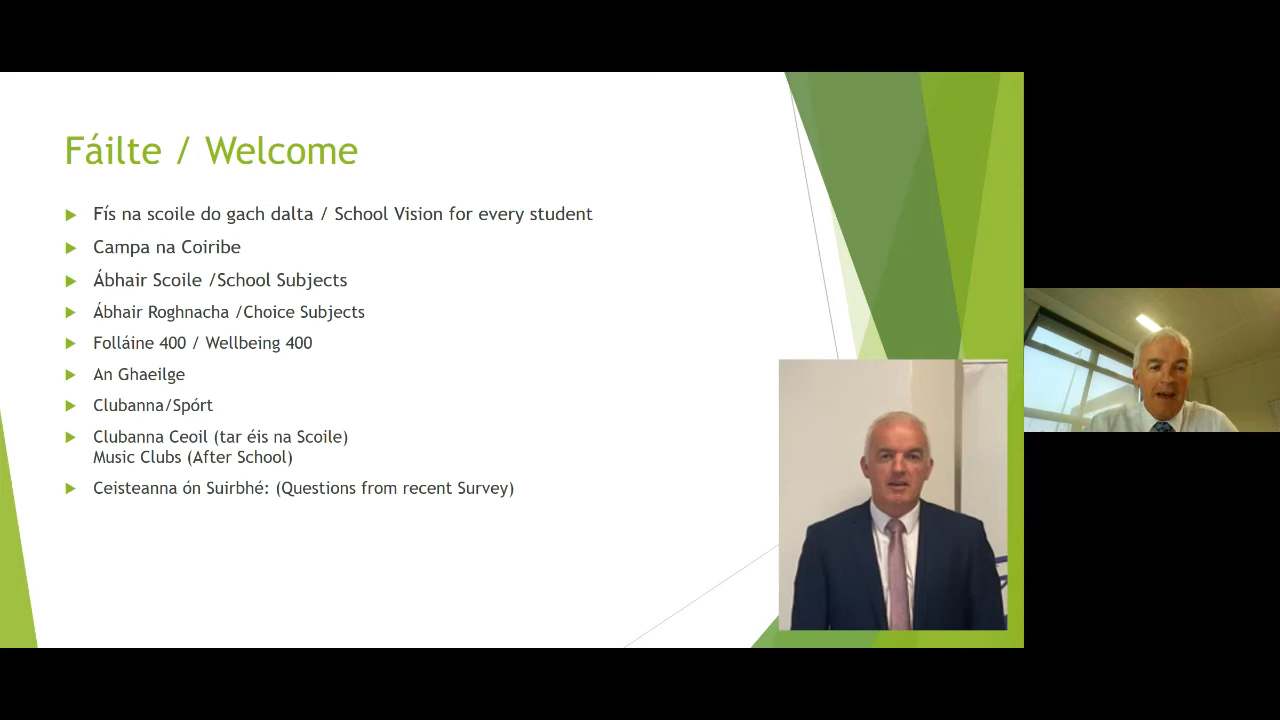 Fáilte / Welcome
Fís na scoile do gach dalta / School Vision for every student
Campa na Coiribe
Ábhair Scoile /School Subjects
Ábhair Roghnacha /Choice Subjects
Folláine 400 / Wellbeing 400
An Ghaeilge
Clubanna/Spórt
Clubanna Ceoil (tar éis na Scoile)
Music Clubs (After School)
Ceisteanna ón Suirbhé: (Questions from recent Survey)